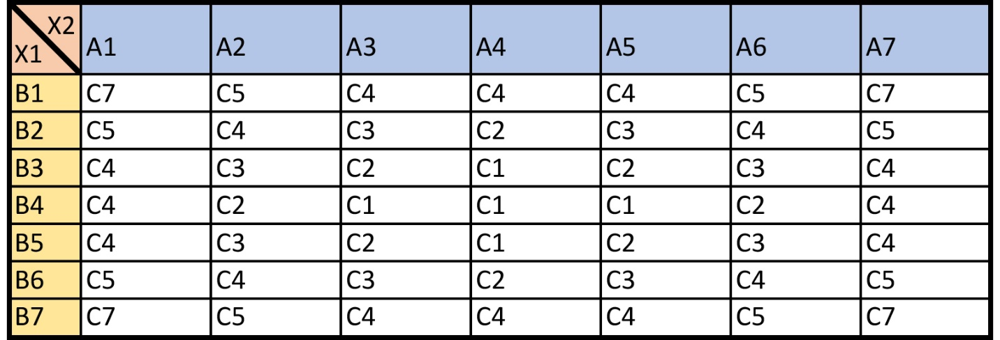 X2
X1 A1 A2 A3 A4 A5 A6 A7
B1 C7 C5 C4 C4 C4 C5 C7
B2 C5 C4 C3 C2 C3 C4 C5
B3 C4 C3 C2 C1 C2 C3 C4
B4 C4 C2 C1 C1 C1 C2 C4
B5 C4 C3 C2 C1 C2 C3 C4
B6 C5 C4 C3 C2 C3 C4 C5
B7 C7 C5 C4 C4 C4 C5 C7